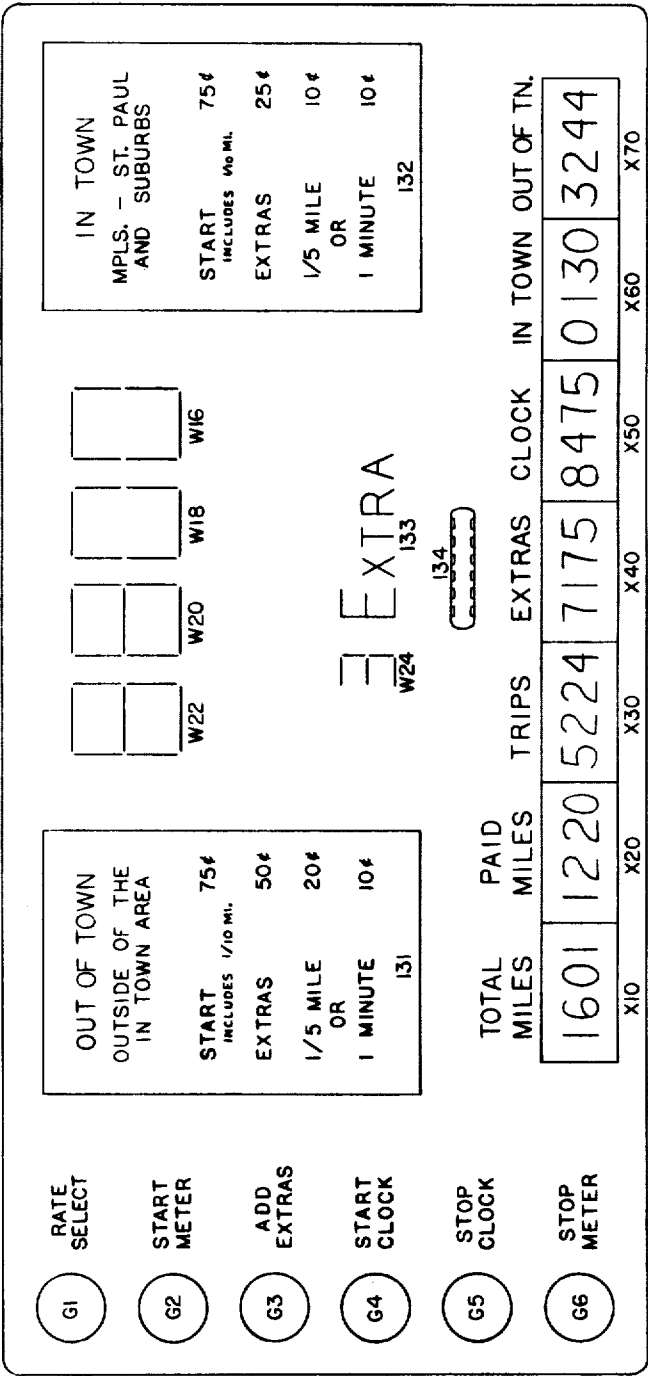 G1
RATE
SELECT
G2
START
METER
G3
ADD
EXTRAS
G4
START
CLOCK
G5
STOP
CLOCK
G6
STOP
METER
OUT OF TOWN
OUTSIDE OF THE
IN TOWN AREA
START 75¢
INCLUDES 1/10 MI.
EXTRAS 50¢
1/5 MILE 20¢
OR
1 MINUTE 10¢
131
W22 W20 W18 W16
3 EXTRA
W24 133
134
IN TOWN
MPLS. – ST. PAUL
AND SUBURBS
START 75¢
INCLUDES 1/10 MI.
EXTRAS 25¢
1/5 MILE 10¢
OR
1 MINUTE 10¢
132
TOTAL
MILES
PAID
MILES
TRIPS EXTRAS CLOCK IN TOWN OUT OF TN.
1601 1220 5224 7175 8475 0130 3244
X10 X20 X30 X40 X50 X60 X70